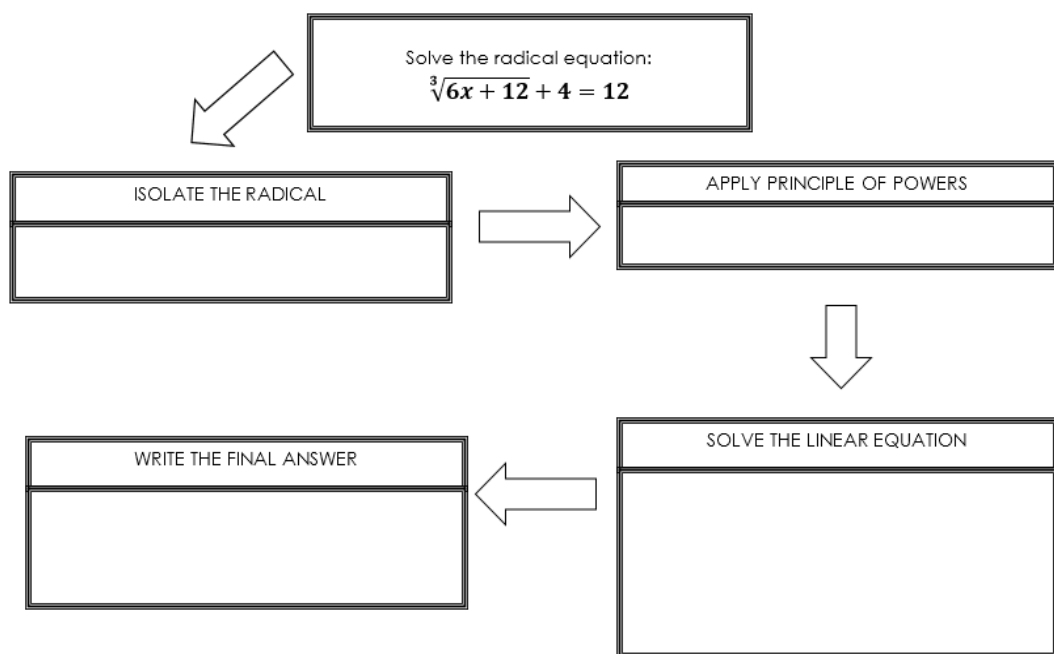 Solve the radical equation:
∛6x + 12 + 4 = 12
ISOLATE THE RADICAL
APPLY PRINCIPLE OF POWERS
SOLVE THE LINEAR EQUATION
WRITE THE FINAL ANSWER